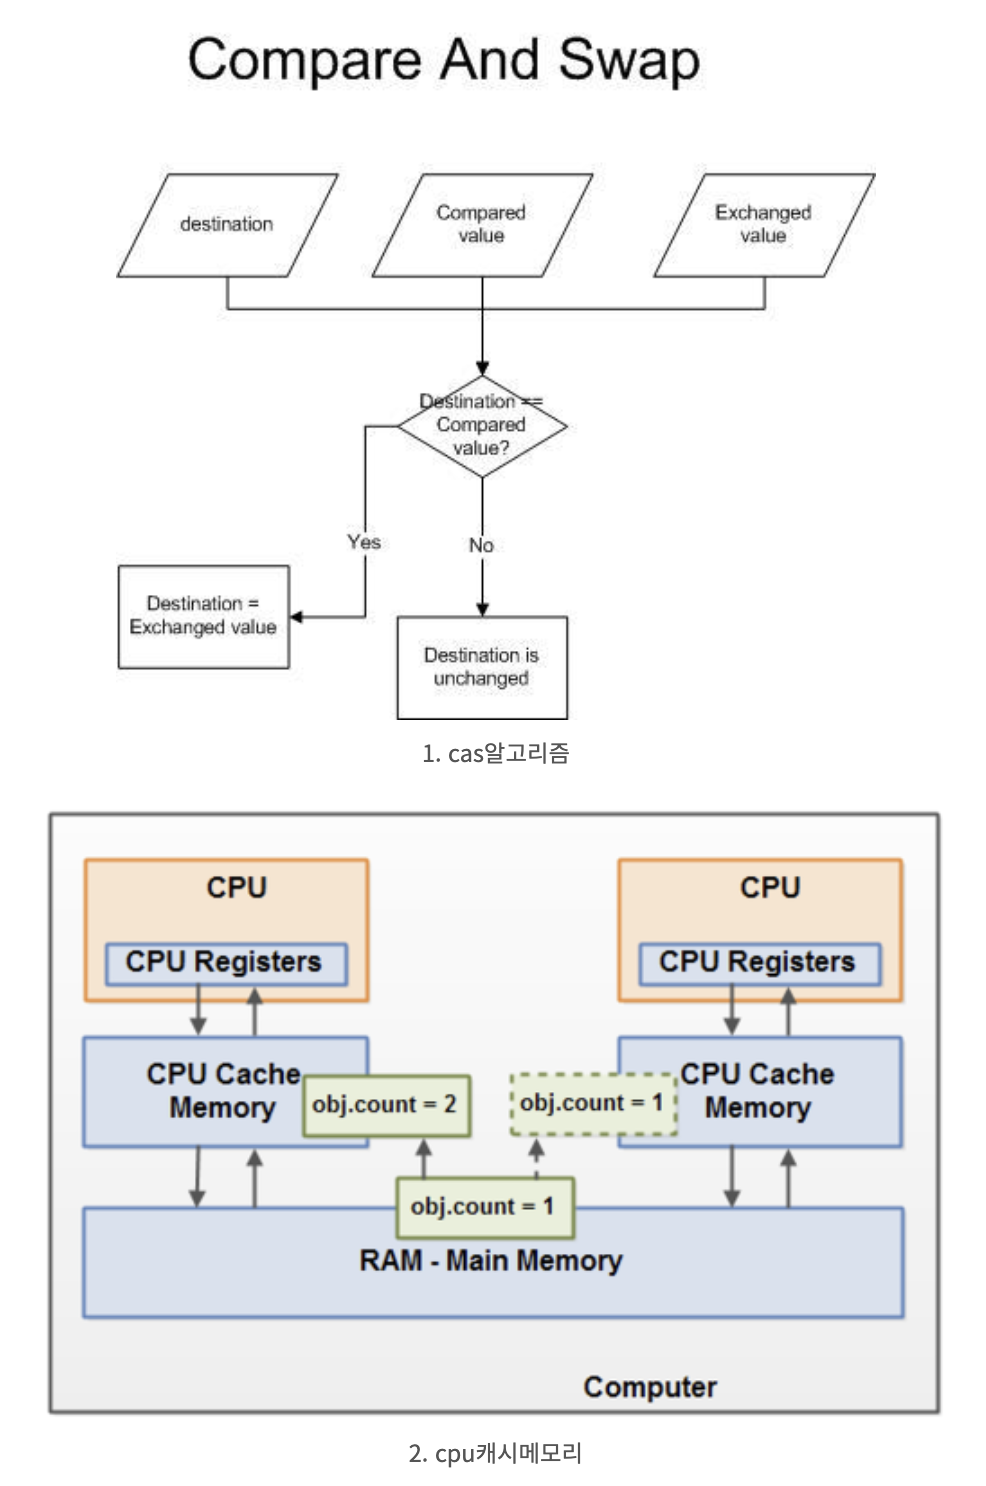 Compare And Swap
destination
Compared
value
Exchanged
value
Destination ==
Compared
value?
Yes
No
Destination =
Exchanged value
Destination is
unchanged
1. cas알고리즘
CPU
CPU Registers
CPU
CPU Registers
CPU Cache
Memory
obj.count = 2
obj.count = 1
CPU Cache
Memory
obj.count = 1
RAM - Main Memory
Computer
2. cpu캐시메모리